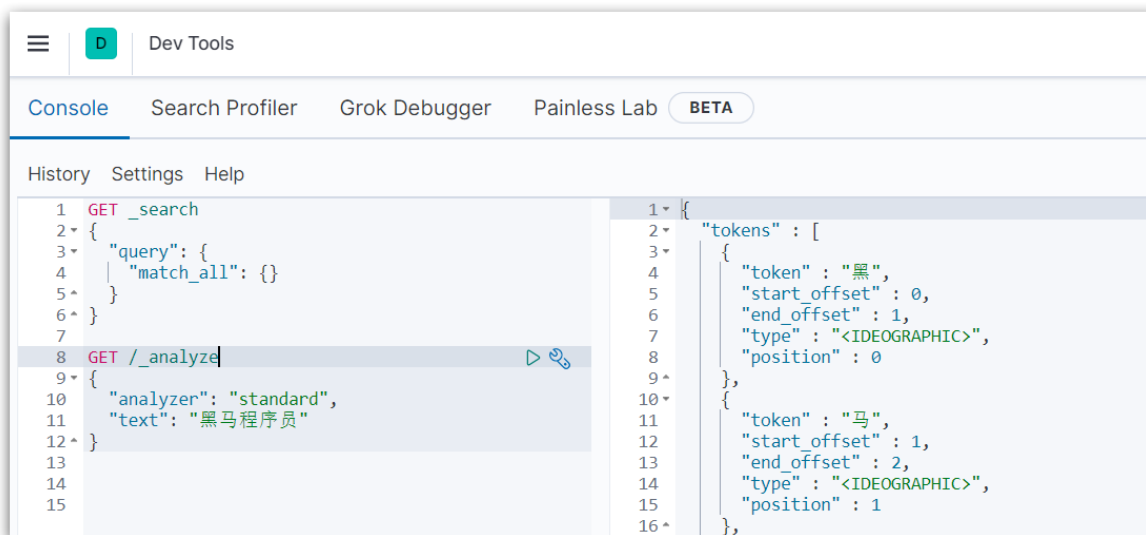 D Dev Tools
Console Search Profiler Grok Debugger Painless Lab BETA
History Settings Help
1 GET _search
2 {
3 "query": {
4 "match_all": {}
5 }
6 }
7
8 GET /_analyze
9 {
10 "analyzer": "standard",
11 "text": "黑马程序员"
12 }
13
14
15
1 {
2 "tokens" : [
3 {
4 "token" : "黑",
5 "start_offset" : 0,
6 "end_offset" : 1,
7 "type" : "<IDEOGRAPHIC>",
8 "position" : 0
9 },
10 {
11 "token" : "马",
12 "start_offset" : 1,
13 "end_offset" : 2,
14 "type" : "<IDEOGRAPHIC>",
15 "position" : 1
16 },